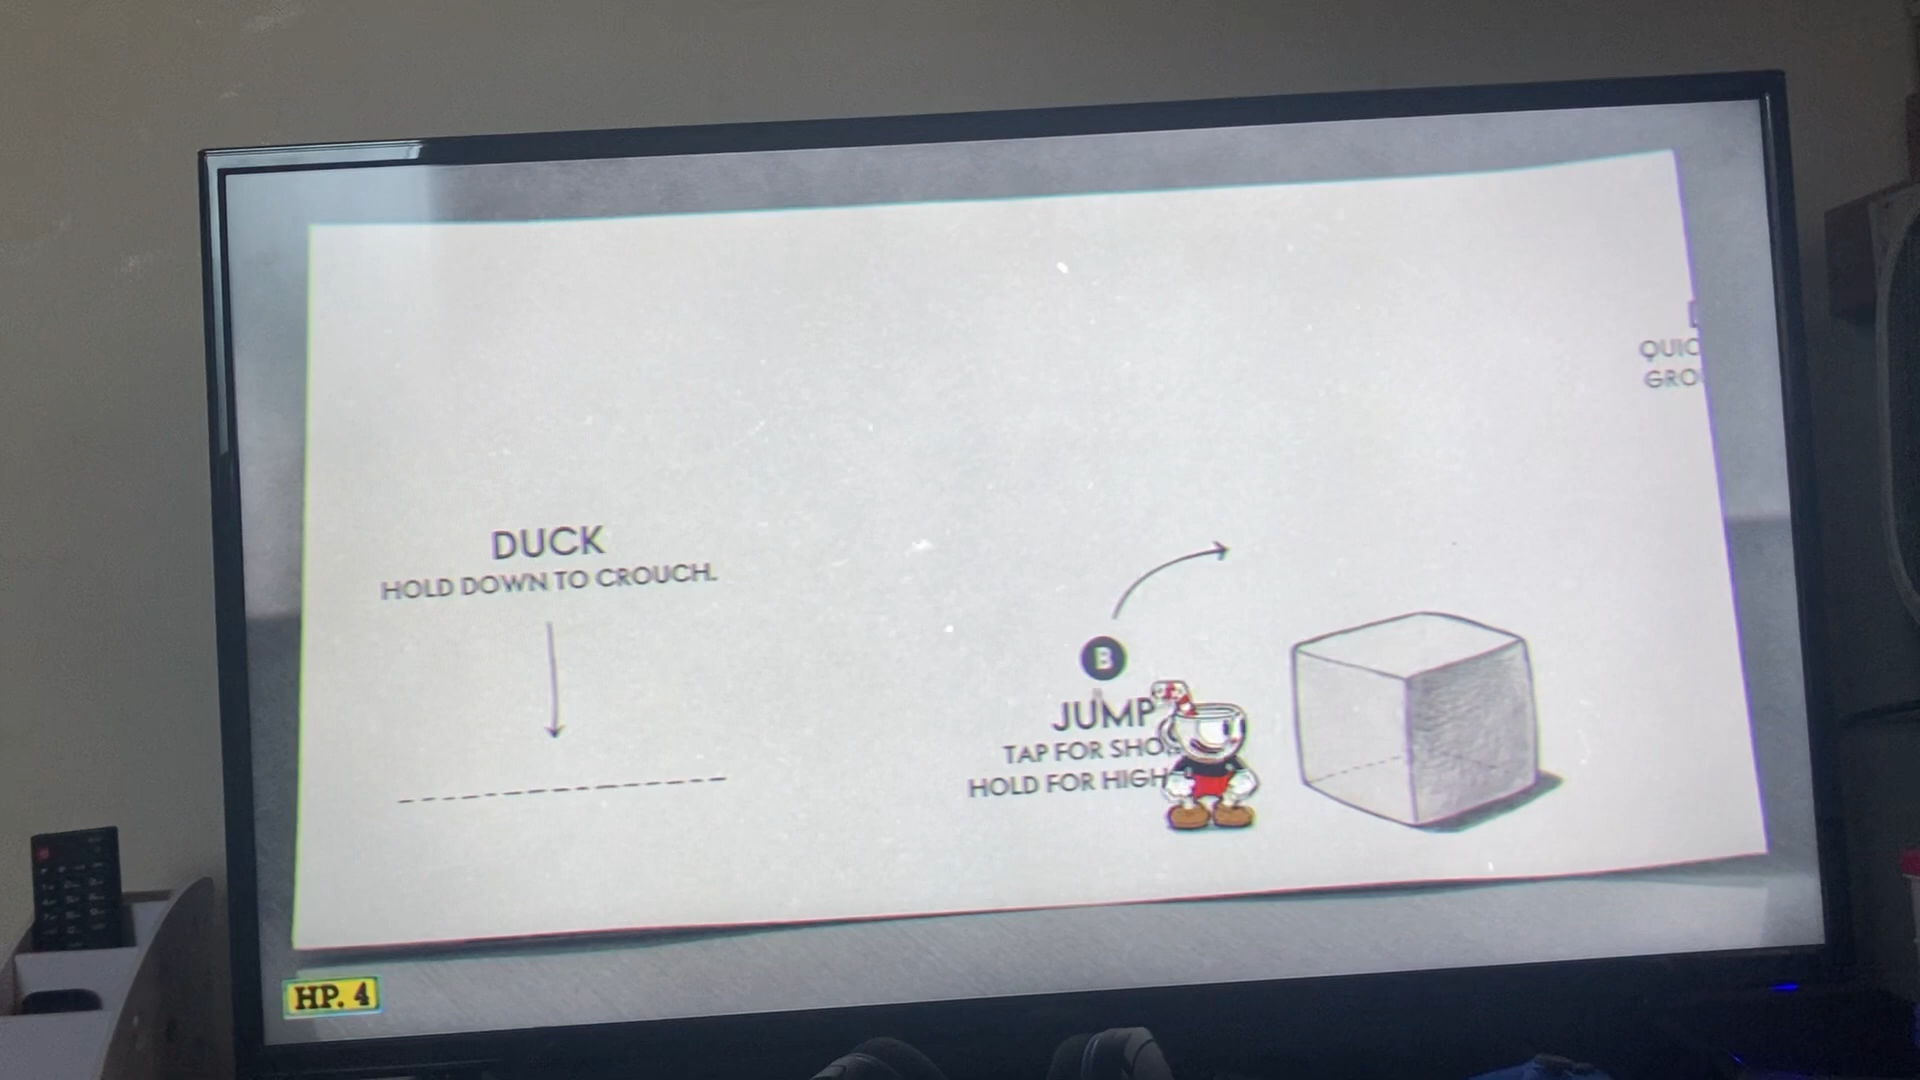 DUCK
HOLD DOWN TO CROUCH.
B
JUMP
TAP FOR SHO
HOLD FOR HIGH
QUIC
GRO
HP. 4